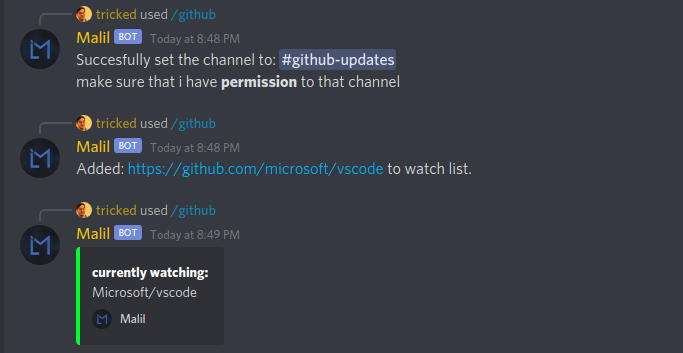 tricked used /github
Malil BOT Today at 8:48 PM
Succesfully set the channel to: #github-updates
make sure that i have permission to that channel
tricked used /github
Malil BOT Today at 8:48 PM
Added: https://github.com/microsoft/vscode to watch list.
tricked used /github
Malil BOT Today at 8:49 PM
currently watching:
Microsoft/vscode
Malil